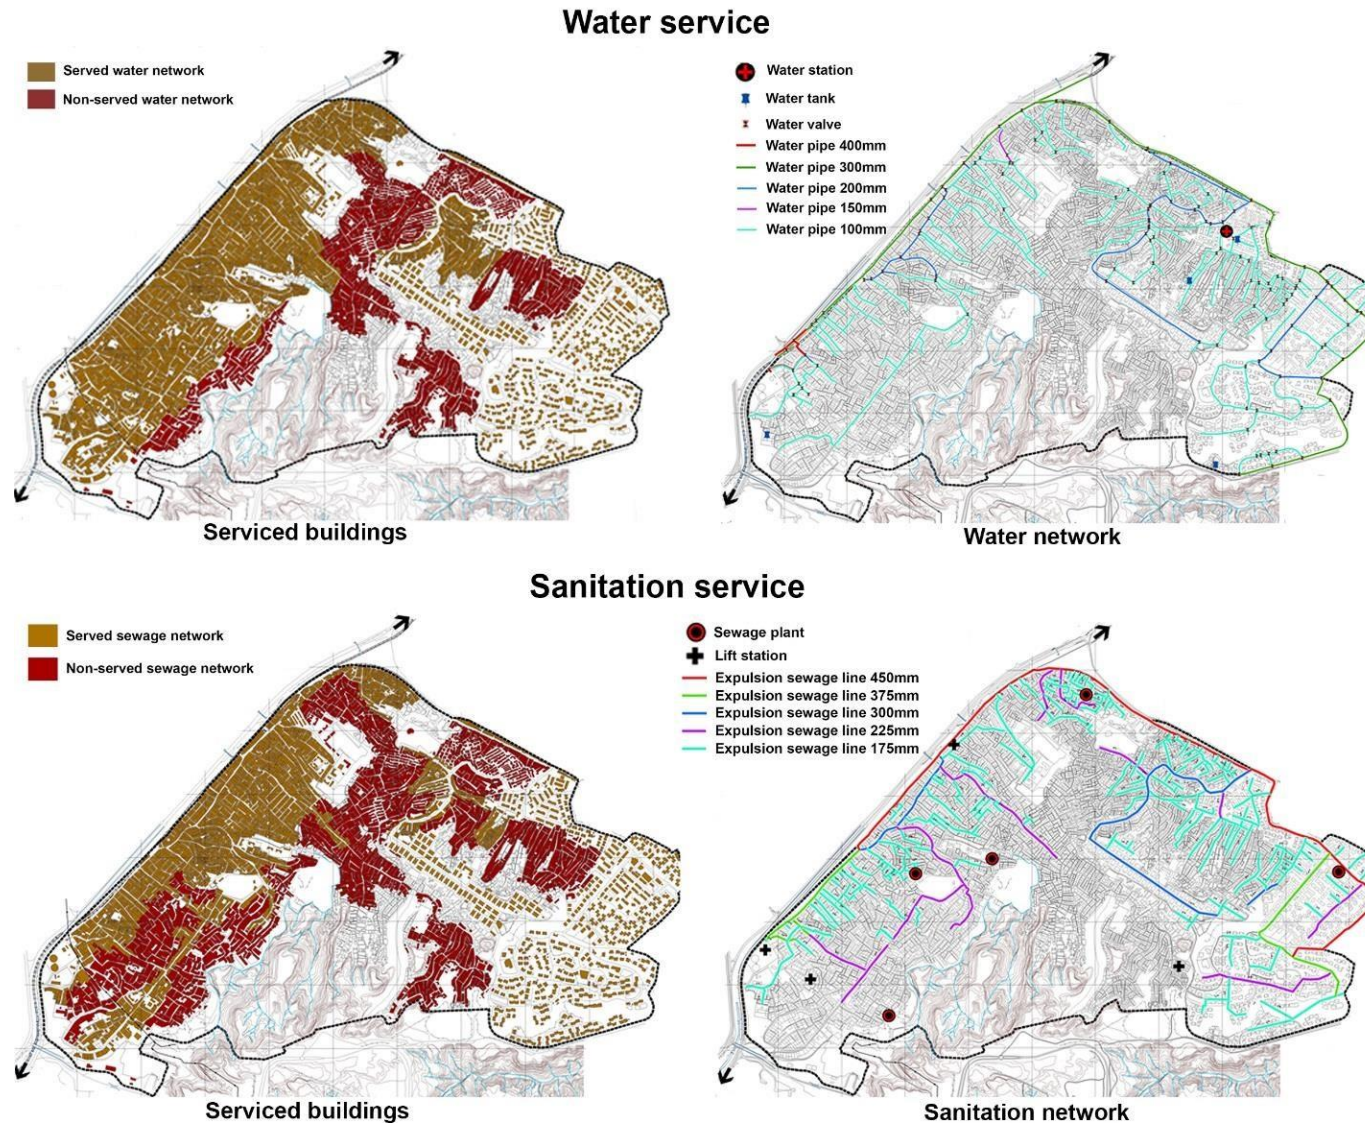 Water service
Served water network
Non-served water network
Serviced buildings
Water station
Water tank
Water valve
Water pipe 400mm
Water pipe 300mm
Water pipe 200mm
Water pipe 150mm
Water pipe 100mm
Water network
Sanitation service
Served sewage network
Non-served sewage network
Serviced buildings
Sewage plant
Lift station
Expulsion sewage line 450mm
Expulsion sewage line 375mm
Expulsion sewage line 300mm
Expulsion sewage line 225mm
Expulsion sewage line 175mm
Sanitation network